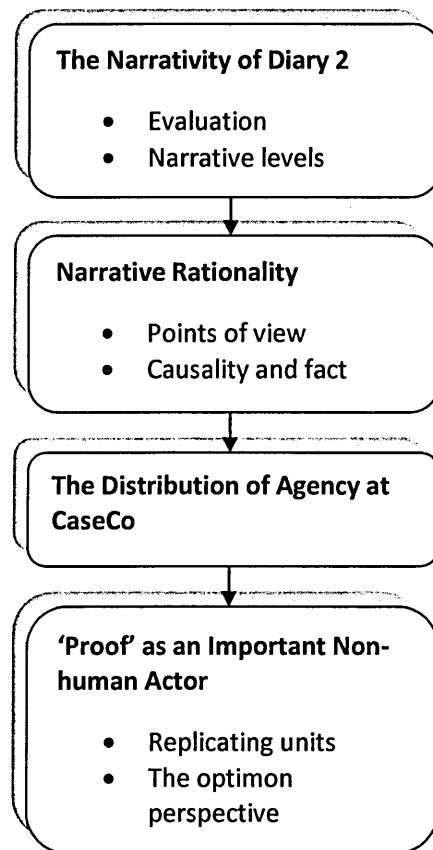 The Narrativity of Diary 2
• Evaluation
• Narrative levels
Narrative Rationality
• Points of view
• Causality and fact
The Distribution of Agency at
CaseCo
‘Proof’ as an Important Non-
human Actor
• Replicating units
• The optimon
perspective